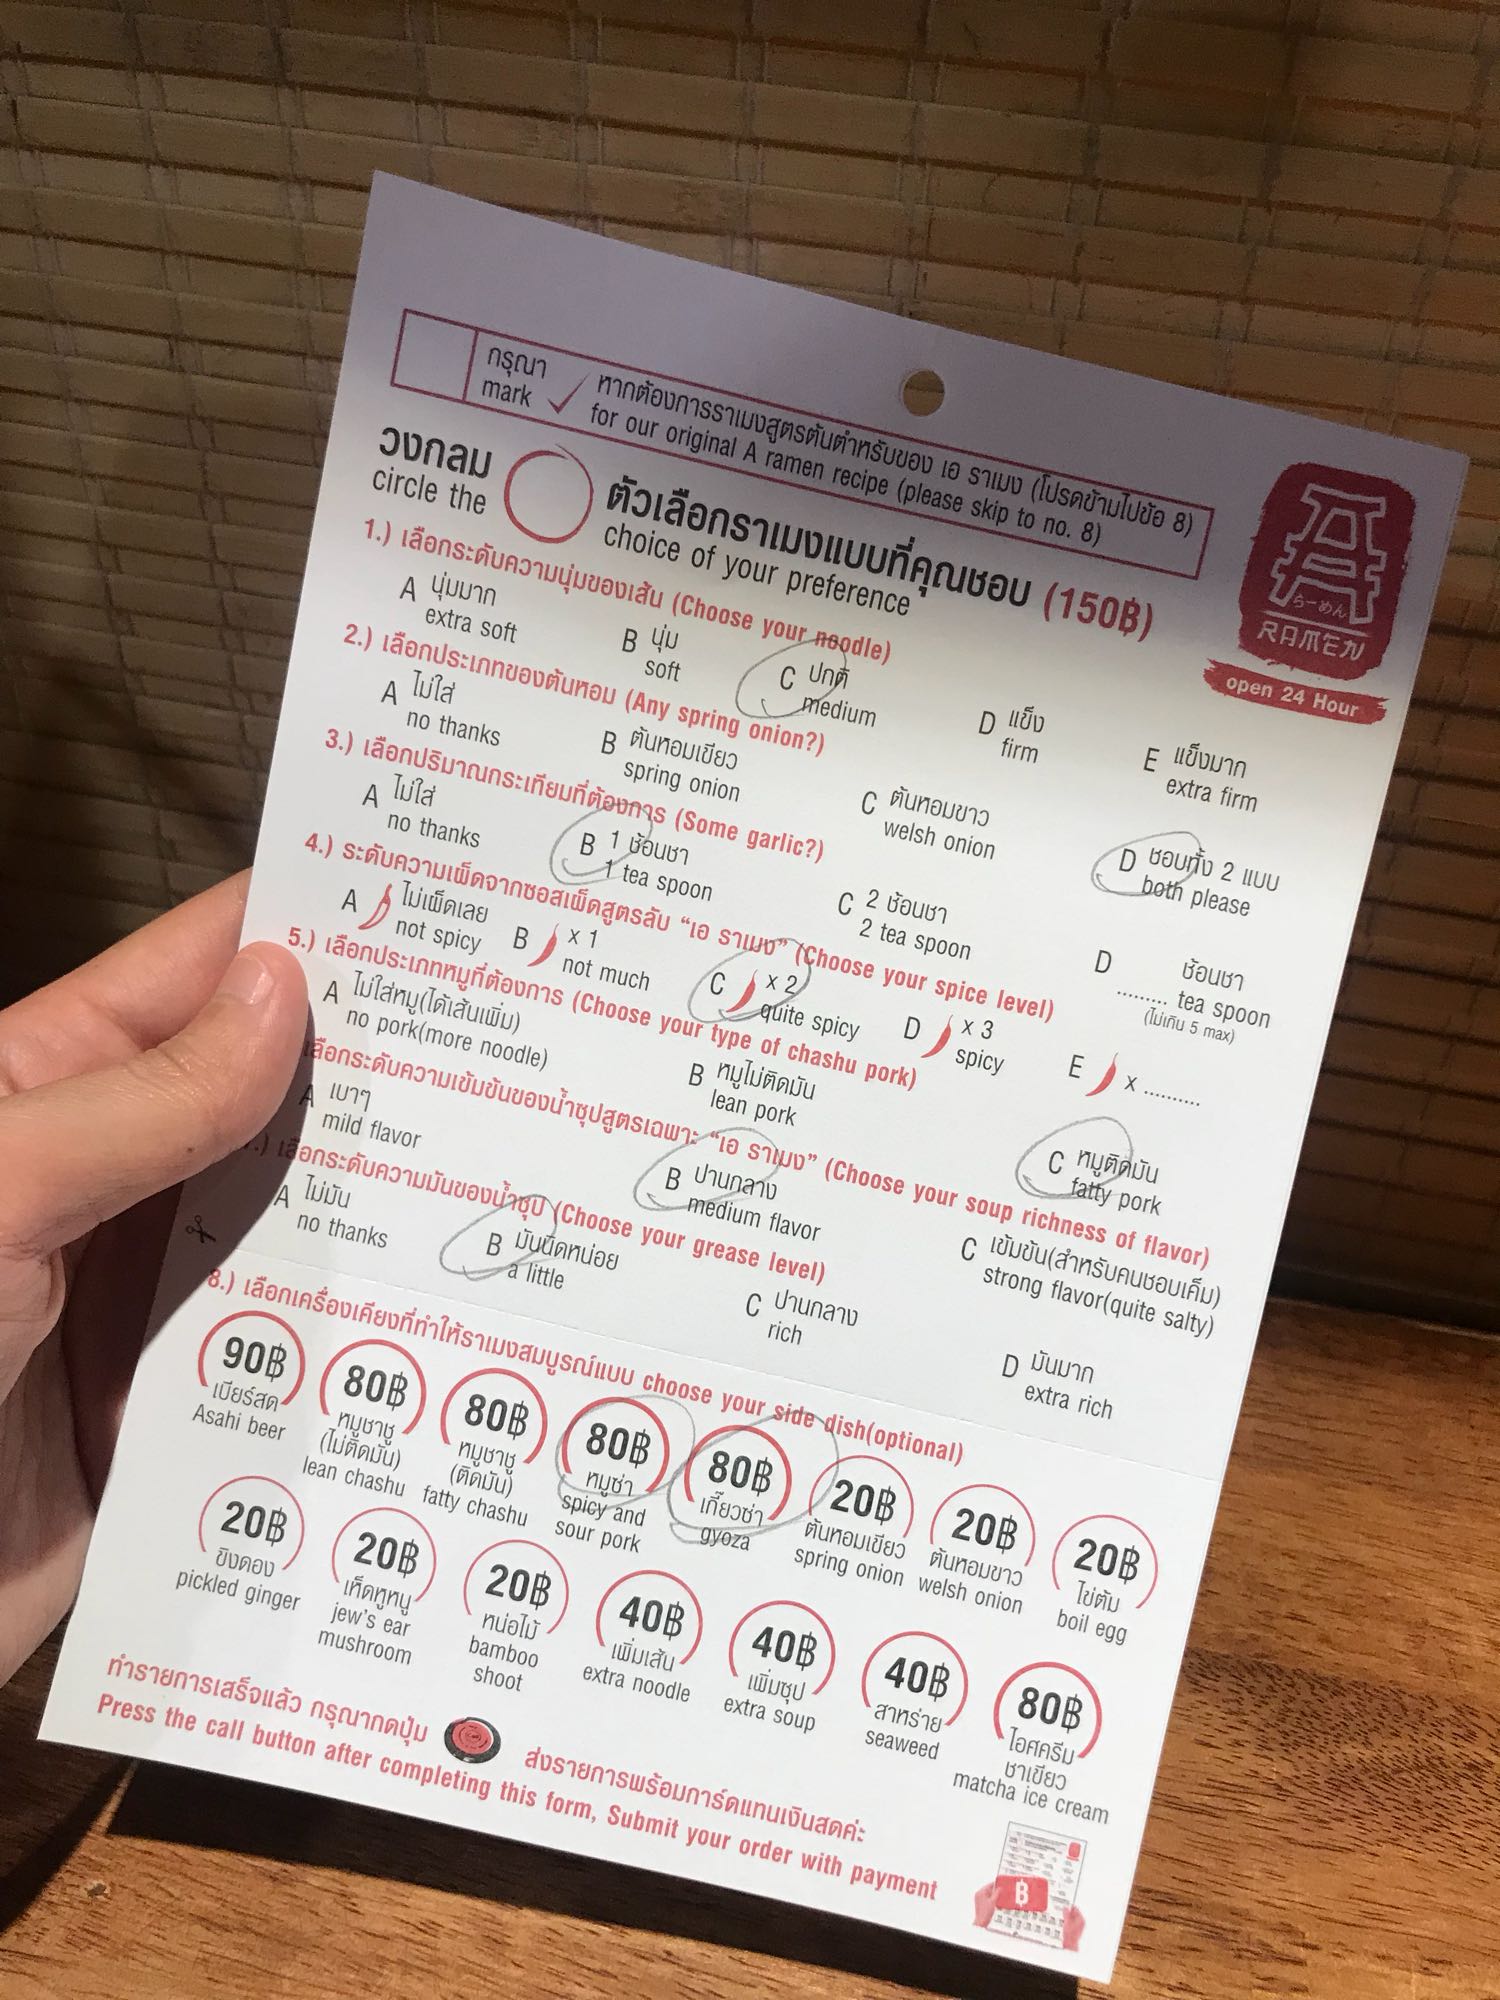 กรุณา
mark
หากต้องการราเมงสูตรต้นตำหรับของ เอ ราเมง (โปรดข้ามไปข้อ 8)
for our original A ramen recipe (please skip to no. 8)
らーめん
RAMEN
open 24 Hour
วงกลม
circle the
ตัวเลือกราเมงแบบที่คุณชอบ (150฿)
choice of your preference
1.) เลือกระดับความนุ่มของเส้น (Choose your noodle)
A นุ่มมาก
extra soft
B นุ่ม
soft
C ปกติ
medium
D แข็ง
firm
E แข็งมาก
extra firm
2.) เลือกประเภทของต้นหอม (Any spring onion?)
A ไม่ใส่
no thanks
B ต้นหอมเขียว
spring onion
C ต้นหอมขาว
welsh onion
D ชอบทั้ง 2 แบบ
both please
3.) เลือกปริมาณกระเทียมที่ต้องการ (Some garlic?)
A ไม่ใส่
no thanks
B 1 ช้อนชา
1 tea spoon
C 2 ช้อนชา
2 tea spoon
D ช้อนชา
......... tea spoon
(ไม่เกิน 5 max)
4.) ระดับความเผ็ดจากซอสเผ็ดสูตรลับ “เอ ราเมง” (Choose your spice level)
A ไม่เผ็ดเลย
not spicy
B x 1
not much
C x 2
quite spicy
D x 3
spicy
E x ..........
5.) เลือกประเภทหมูที่ต้องการ (Choose your type of chashu pork)
A ไม่ใส่หมู(ได้เส้นเพิ่ม)
no pork(more noodle)
B หมูไม่ติดมัน
lean pork
C หมูติดมัน
fatty pork
เลือกระดับความเข้มข้นของน้ำซุปสูตรเฉพาะ “เอ ราเมง” (Choose your soup richness of flavor)
A เบาๆ
mild flavor
B ปานกลาง
medium flavor
C เข้มข้น(สำหรับคนชอบเค็ม)
strong flavor(quite salty)
.) เลือกระดับความมันของน้ำซุป (Choose your grease level)
A ไม่มัน
no thanks
B มันนิดหน่อย
a little
C ปานกลาง
rich
D มันมาก
extra rich
8.) เลือกเครื่องเคียงที่ทำให้ราเมงสมบูรณ์แบบ choose your side dish(optional)
90฿
เบียร์สด
Asahi beer
80฿
หมูชาชู
(ไม่ติดมัน)
lean chashu
80฿
หมูชาชู
(ติดมัน)
fatty chashu
80฿
หมูซ่า
spicy and
sour pork
80฿
เกี๊ยวซ่า
gyoza
20฿
ต้นหอมเขียว
spring onion
20฿
ต้นหอมขาว
welsh onion
20฿
ไข่ต้ม
boil egg
20฿
ขิงดอง
pickled ginger
20฿
เห็ดหูหนู
jew's ear
mushroom
20฿
หน่อไม้
bamboo
shoot
40฿
เพิ่มเส้น
extra noodle
40฿
เพิ่มซุป
extra soup
40฿
สาหร่าย
seaweed
80฿
ไอศครีม
ชาเขียว
matcha ice cream
ทำรายการเสร็จแล้ว กรุณากดปุ่ม ส่งรายการพร้อมการ์ดแทนเงินสดค่ะ
Press the call button after completing this form, Submit your order with payment
฿